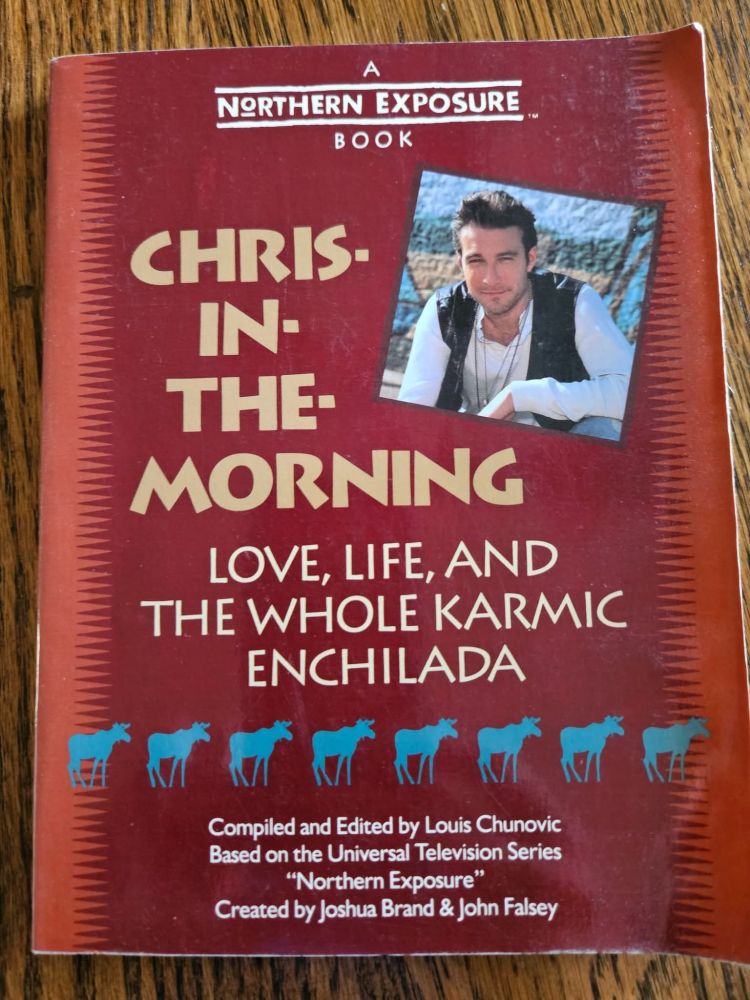 A
NORTHERN EXPOSURE™
BOOK
CHRIS-
IN-
THE-
MORNING
LOVE, LIFE, AND
THE WHOLE KARMIC
ENCHILADA
Compiled and Edited by Louis Chunovic
Based on the Universal Television Series
“Northern Exposure”
Created by Joshua Brand & John Falsey